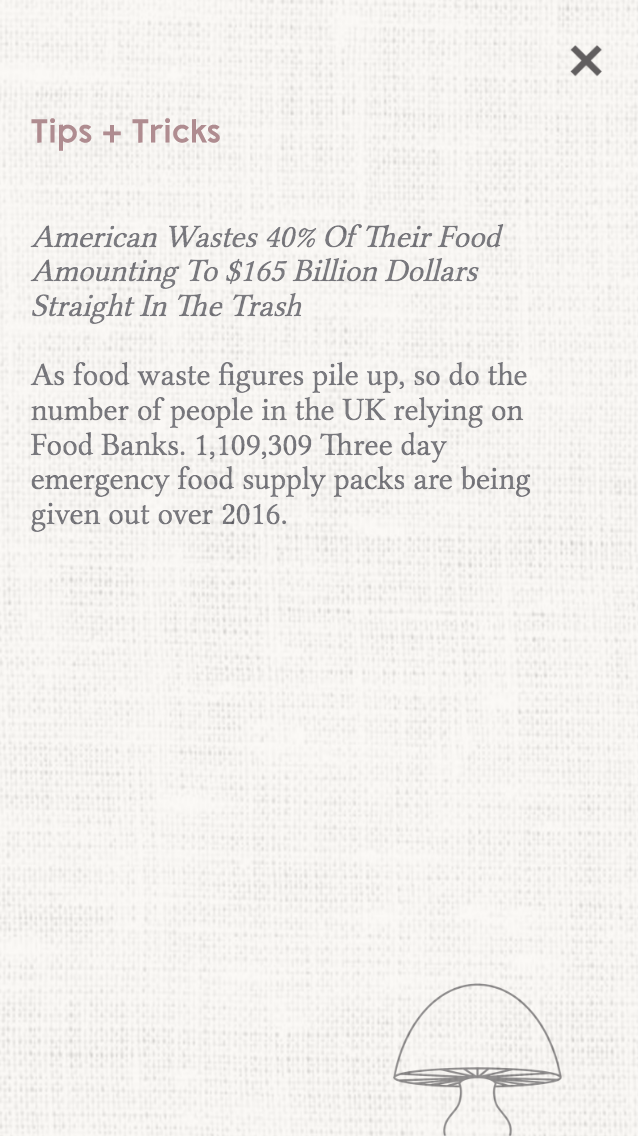 Tips + Tricks
American Wastes 40% Of Their Food
Amounting To $165 Billion Dollars
Straight In The Trash
As food waste figures pile up, so do the
number of people in the UK relying on
Food Banks. 1,109,309 Three day
emergency food supply packs are being
given out over 2016.